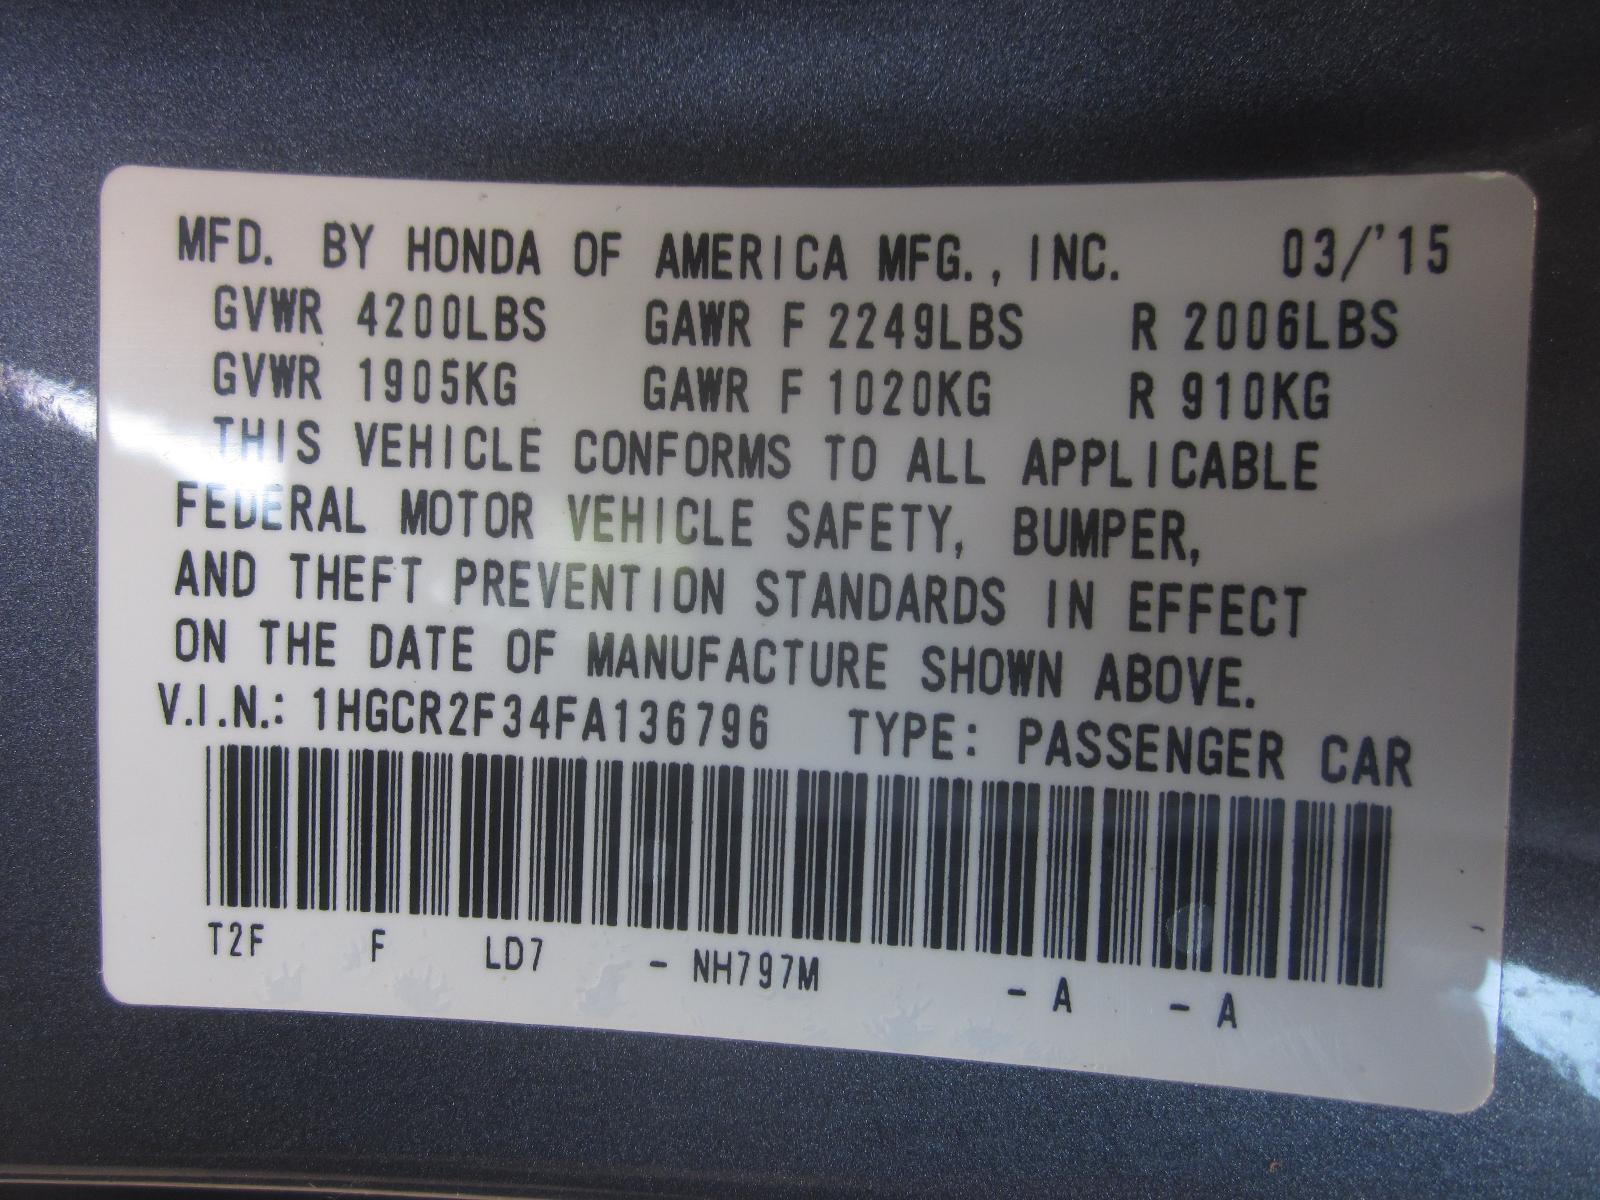 MFD. BY HONDA OF AMERICA MFG., INC. 03/'15
GVWR 4200LBS GAWR F 2249LBS R 2006LBS
GVWR 1905KG GAWR F 1020KG R 910KG
THIS VEHICLE CONFORMS TO ALL APPLICABLE
FEDERAL MOTOR VEHICLE SAFETY, BUMPER,
AND THEFT PREVENTION STANDARDS IN EFFECT
ON THE DATE OF MANUFACTURE SHOWN ABOVE.
V.I.N.: 1HGCR2F34FA136796 TYPE: PASSENGER CAR
T2F F LD7 - NH797M - A - A